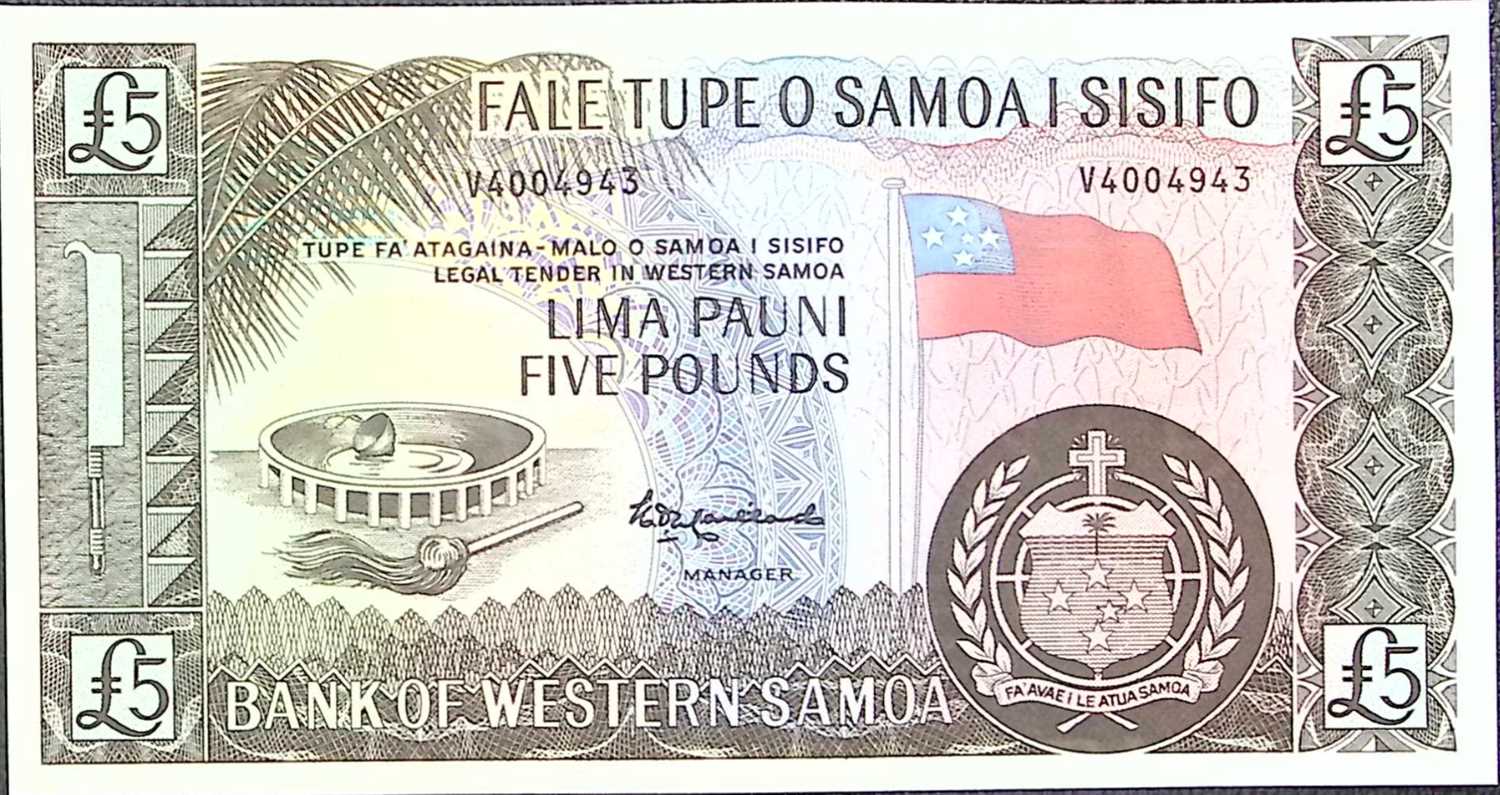 £5
FALE TUPE O SAMOA I SISIFO
£5
V4004943
V4004943
TUPE FA'ATAGAINA-MALO O SAMOA I SISIFO
LEGAL TENDER IN WESTERN SAMOA
LIMA PAUNI
FIVE POUNDS
MANAGER
£5
BANK OF WESTERN SAMOA
FA'AVAE I LE ATUA SAMOA
£5